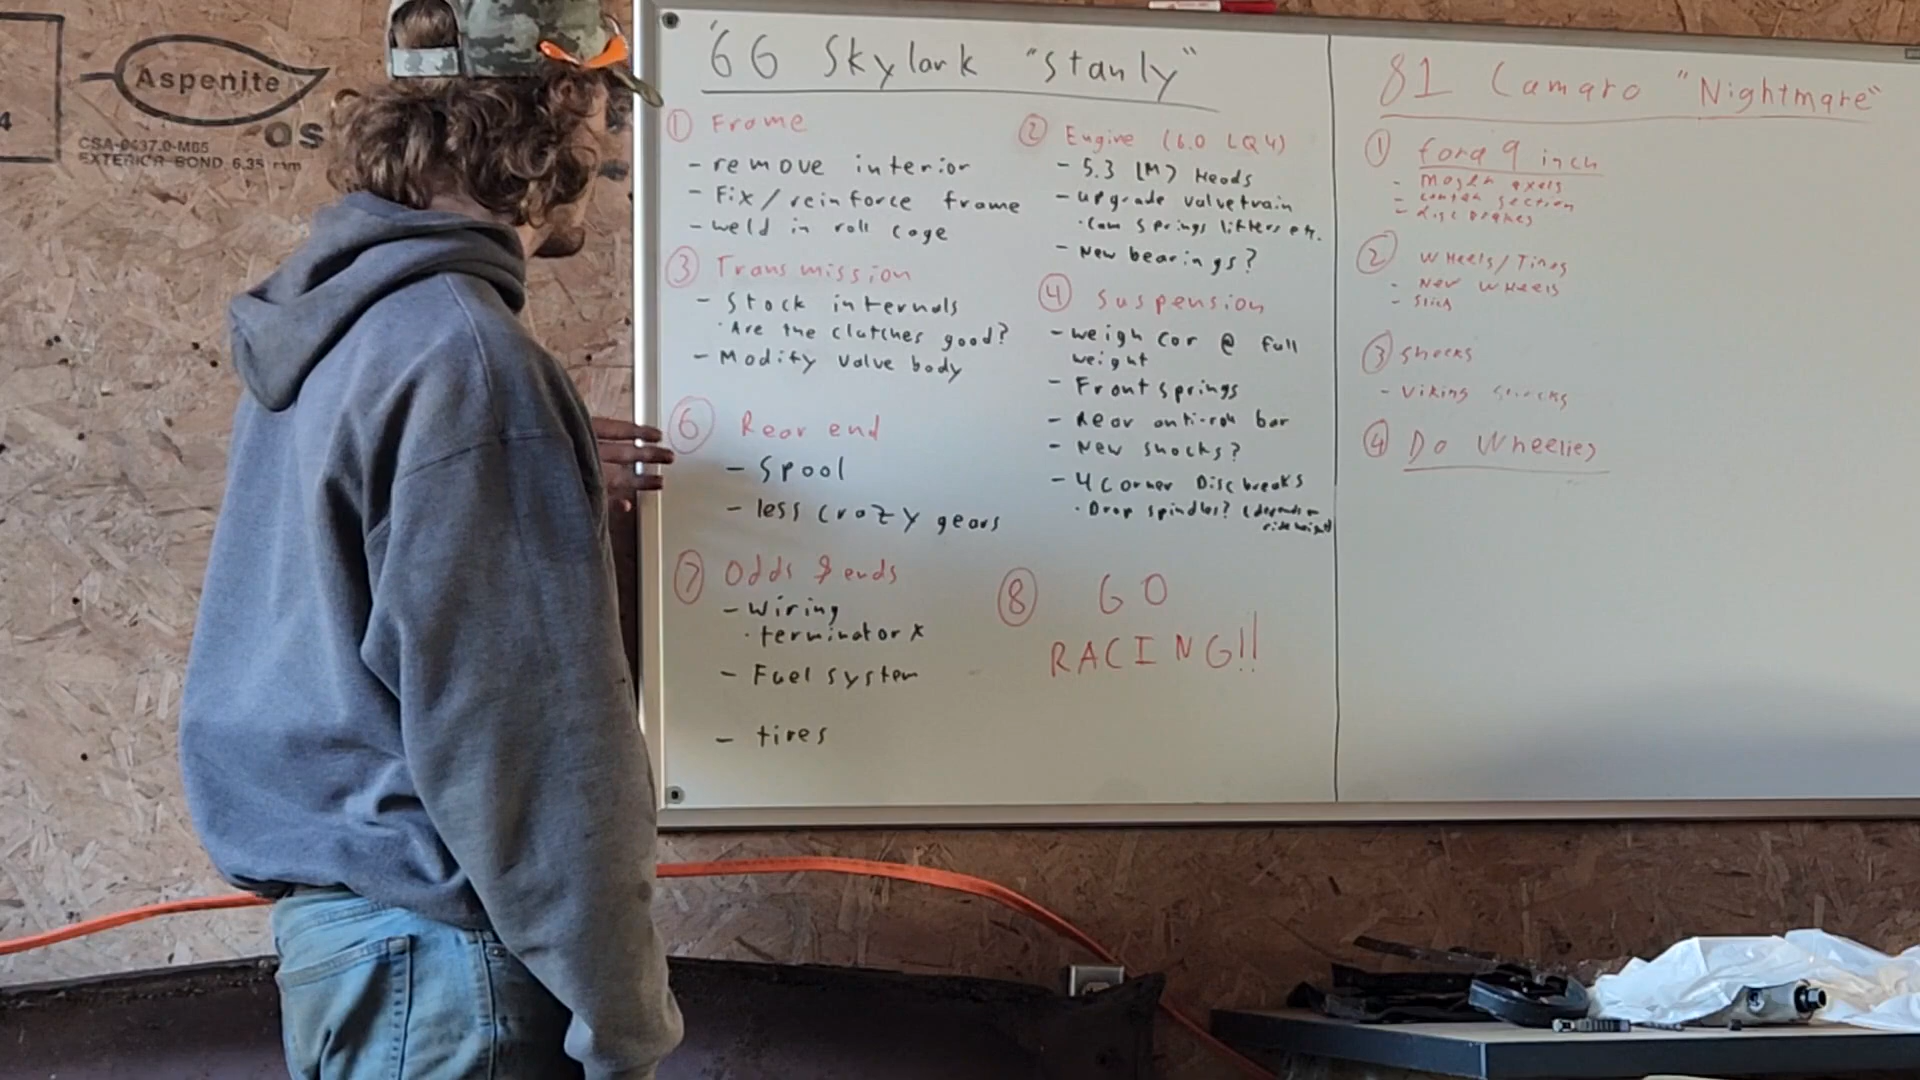 4
Aspenite
OS
CSA-0437.0-M85
EXTERIOR BOND 6.35 mm
'66 Skylark "Stanly"
① Frame
- remove interior
- Fix/reinforce frame
- weld in roll cage
② Engine (6.0 LQ4)
- 5.3 LM7 Heads
- upgrade valvetrain
· Cam Springs lifters etc.
- New bearings?
③ Transmission
- Stock internals
· Are the clutches good?
- Modify Valve body
④ Suspension
- weigh car @ full
weight
- Front springs
- Rear anti-roll bar
- New shocks?
- 4 Corner Disc breaks
· Drop spindles? (depends on
ride height)
⑥ Rear end
- Spool
- less crazy gears
⑦ Odds & ends
- Wiring
· terminator x
- Fuel system
- tires
⑧ GO
RACING!!
81 Camaro "Nightmare"
① ford 9 inch
- Moser axels
- center section
- disc brakes
② Wheels/Tires
- New Wheels
- Slick
③ Shocks
- Viking shocks
④ Do Wheelies